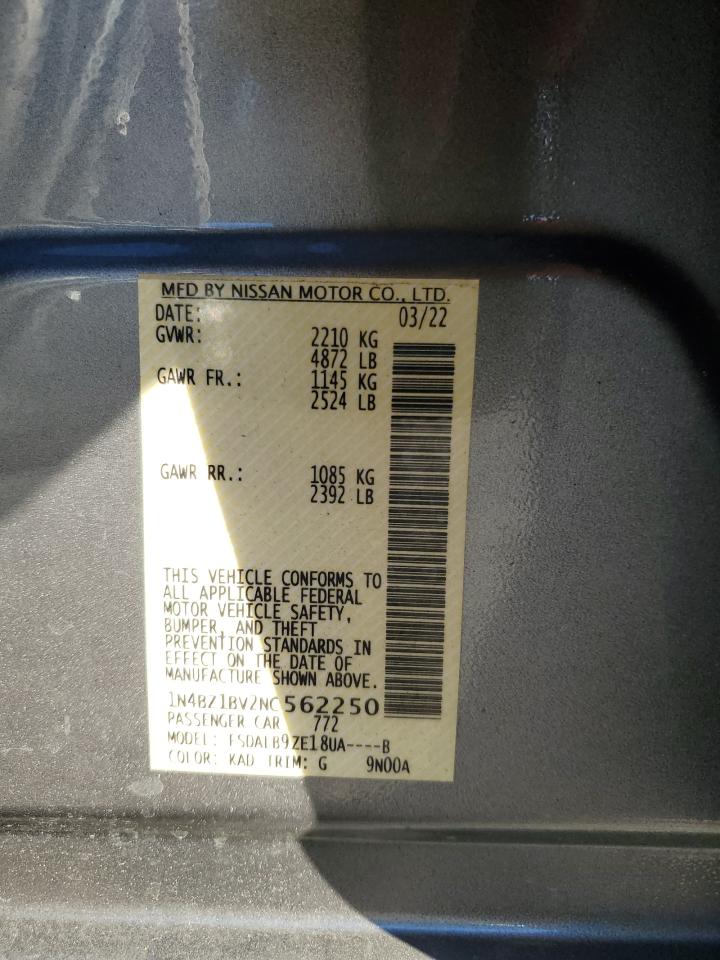 MFD BY NISSAN MOTOR CO., LTD.
DATE: 03/22
GVWR: 2210 KG
4872 LB
GAWR FR.: 1145 KG
2524 LB
GAWR RR.: 1085 KG
2392 LB
THIS VEHICLE CONFORMS TO
ALL APPLICABLE FEDERAL
MOTOR VEHICLE SAFETY,
BUMPER, AND THEFT
PREVENTION STANDARDS IN
EFFECT ON THE DATE OF
MANUFACTURE SHOWN ABOVE.
1N4BZ1BV2NC562250
PASSENGER CAR 772
MODEL: FSDALB9ZE18UA----B
COLOR: KAD TRIM: G 9N00A